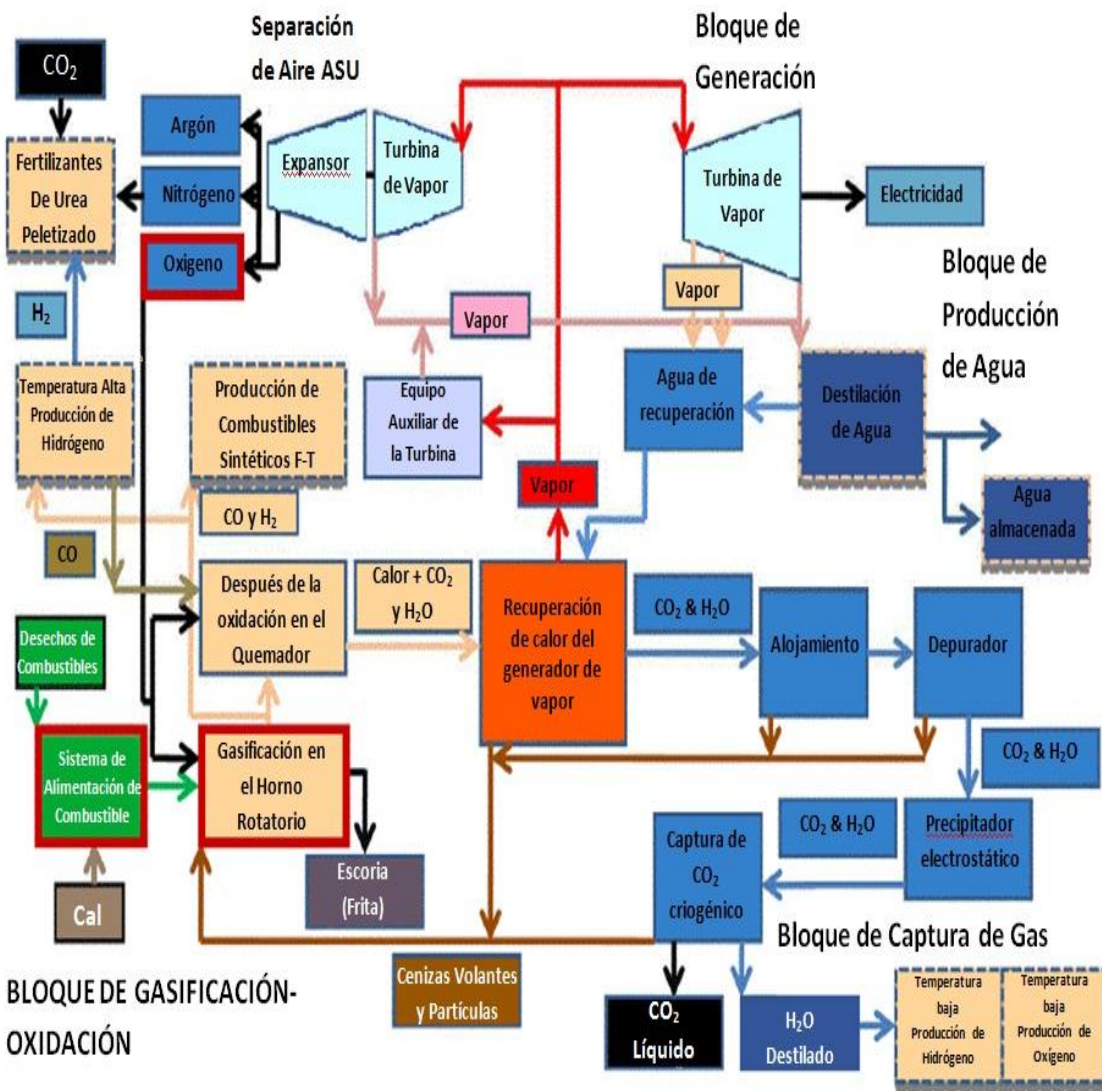 Separación
de Aire ASU
Bloque de
Generación
CO2
Argón
Nitrógeno
Oxigeno
Fertilizantes
De Urea
Peletizado
Expansor
Turbina
de Vapor
Turbina de
Vapor
Electricidad
Bloque de
Producción
de Agua
H2
Vapor
Vapor
Temperatura Alta
Producción de
Hidrógeno
Producción de
Combustibles
Sintéticos F-T
Equipo
Auxiliar de
la Turbina
Agua de
recuperación
Destilación
de Agua
Vapor
CO y H2
Agua
almacenada
CO
Después de la
oxidación en el
Quemador
Calor + CO2
y H2O
Recuperación
de calor del
generador de
vapor
CO2 & H2O
Alojamiento
Depurador
Desechos de
Combustibles
Sistema de
Alimentación de
Combustible
Gasificación en
el Horno
Rotatorio
CO2 & H2O
CO2 & H2O
Precipitador
electrostático
Captura de
CO2
criogénico
Escoria
(Frita)
Cal
Bloque de Captura de Gas
Cenizas Volantes
y Partículas
BLOQUE DE GASIFICACIÓN-
OXIDACIÓN
CO2
Líquido
H2O
Destilado
Temperatura
baja
Producción de
Hidrógeno
Temperatura
baja
Producción de
Oxígeno